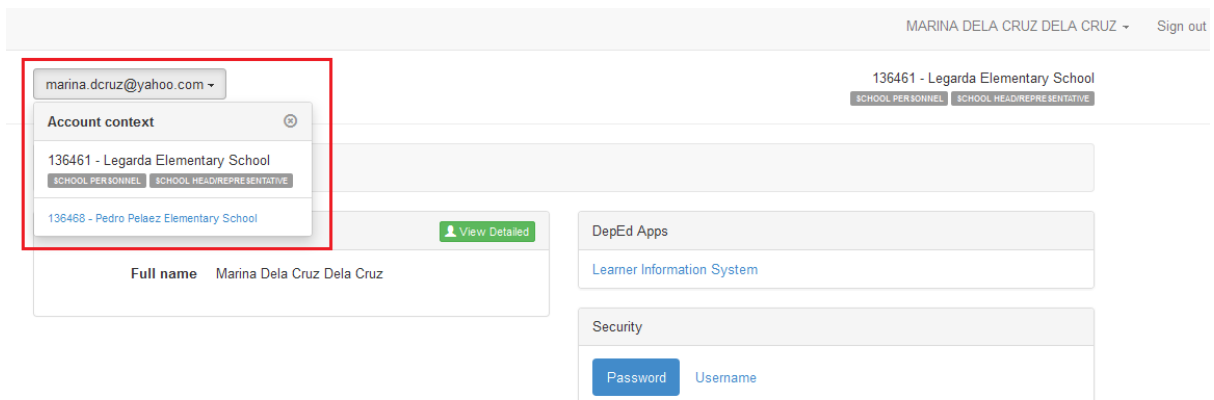 MARINA DELA CRUZ DELA CRUZ Sign out
marina.dcruz@yahoo.com
136461 - Legarda Elementary School
SCHOOL PERSONNEL SCHOOL HEAD/REPRESENTATIVE
Account context
136461 - Legarda Elementary School
SCHOOL PERSONNEL SCHOOL HEAD/REPRESENTATIVE
136468 - Pedro Pelaez Elementary School
View Detailed
Full name Marina Dela Cruz Dela Cruz
DepEd Apps
Learner Information System
Security
Password Username